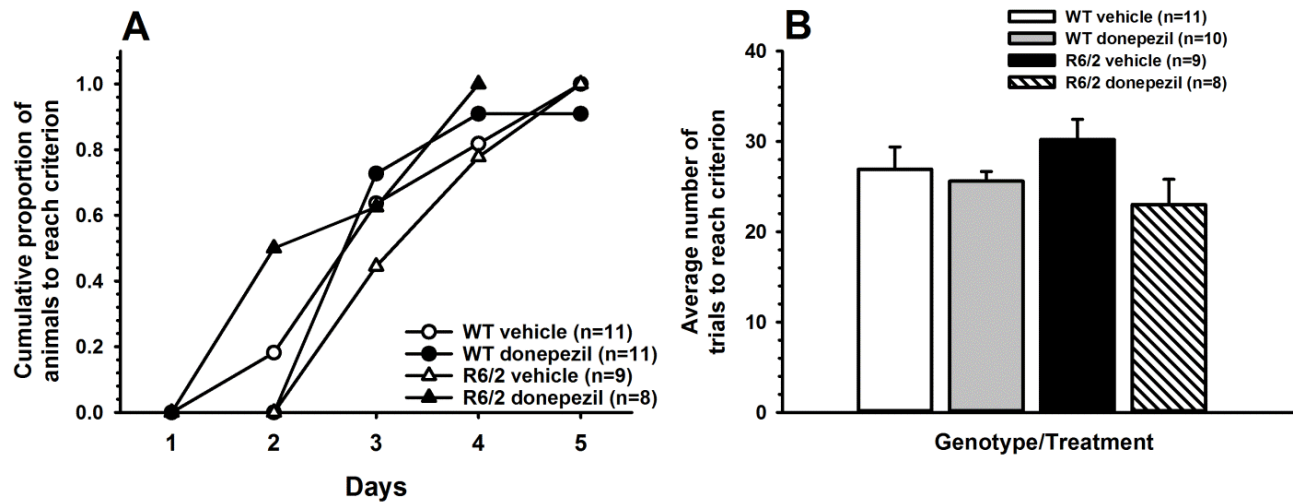 A
Cumulative proportion of
animals to reach criterion
1.0
0.8
0.6
0.4
0.2
0.0
WT vehicle (n=11)
WT donepezil (n=11)
R6/2 vehicle (n=9)
R6/2 donepezil (n=8)
1 2 3 4 5
Days
B
WT vehicle (n=11)
WT donepezil (n=10)
R6/2 vehicle (n=9)
R6/2 donepezil (n=8)
Average number of
trials to reach criterion
40
30
20
10
0
Genotype/Treatment